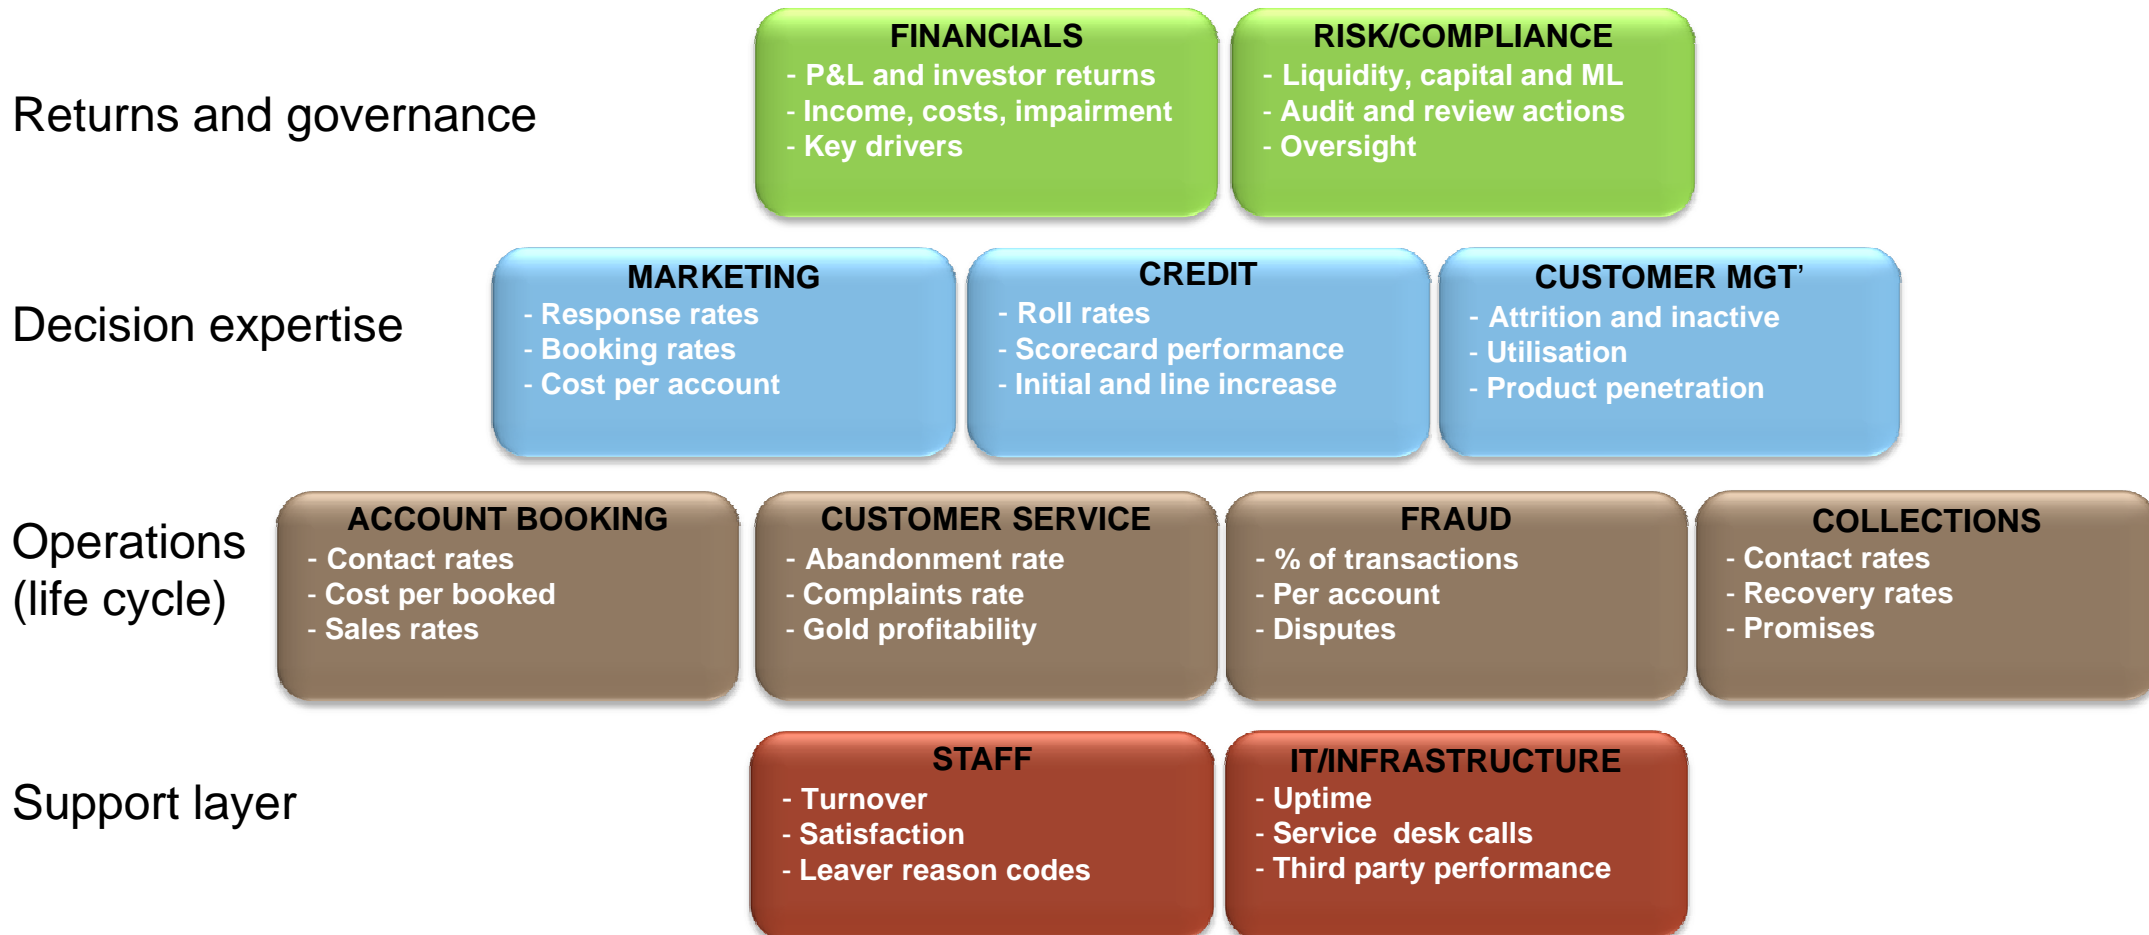 Returns and governance
FINANCIALS
- P&L and investor returns
- Income, costs, impairment
- Key drivers
RISK/COMPLIANCE
- Liquidity, capital and ML
- Audit and review actions
- Oversight
Decision expertise
MARKETING
- Response rates
- Booking rates
- Cost per account
CREDIT
- Roll rates
- Scorecard performance
- Initial and line increase
CUSTOMER MGT’
- Attrition and inactive
- Utilisation
- Product penetration
Operations
(life cycle)
ACCOUNT BOOKING
- Contact rates
- Cost per booked
- Sales rates
CUSTOMER SERVICE
- Abandonment rate
- Complaints rate
- Gold profitability
FRAUD
- % of transactions
- Per account
- Disputes
COLLECTIONS
- Contact rates
- Recovery rates
- Promises
Support layer
STAFF
- Turnover
- Satisfaction
- Leaver reason codes
IT/INFRASTRUCTURE
- Uptime
- Service  desk calls
- Third party performance